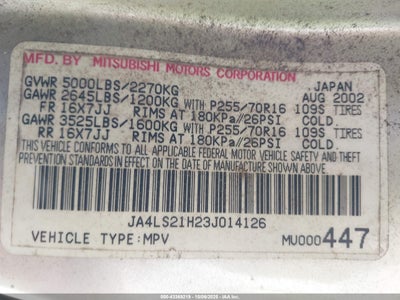 MFD. BY MITSUBISHI MOTORS CORPORATION
GVWR 5000LBS/2270KG JAPAN
GAWR 2645LBS/1200KG WITH P255/70R16 AUG 2002
FR 16X7JJ RIMS AT 180KPa//26PSI 109S TIRES COLD.
GAWR 3525LBS/1600KG WITH P255/70R16 109S TIRES
RR 16X7JJ RIMS AT 180KPa//26PSI COLD.
THIS VEHICLE CONFORMS TO ALL APPLICABLE
FEDERAL MOTOR VEHICLE SAFETY AND THEFT PREVENTION
STANDARDS IN EFFECT ON THE DATE OF MANUFACTURE SHOWN ABOVE.
JA4LS21H23J014126
VEHICLE TYPE:MPV MU000447